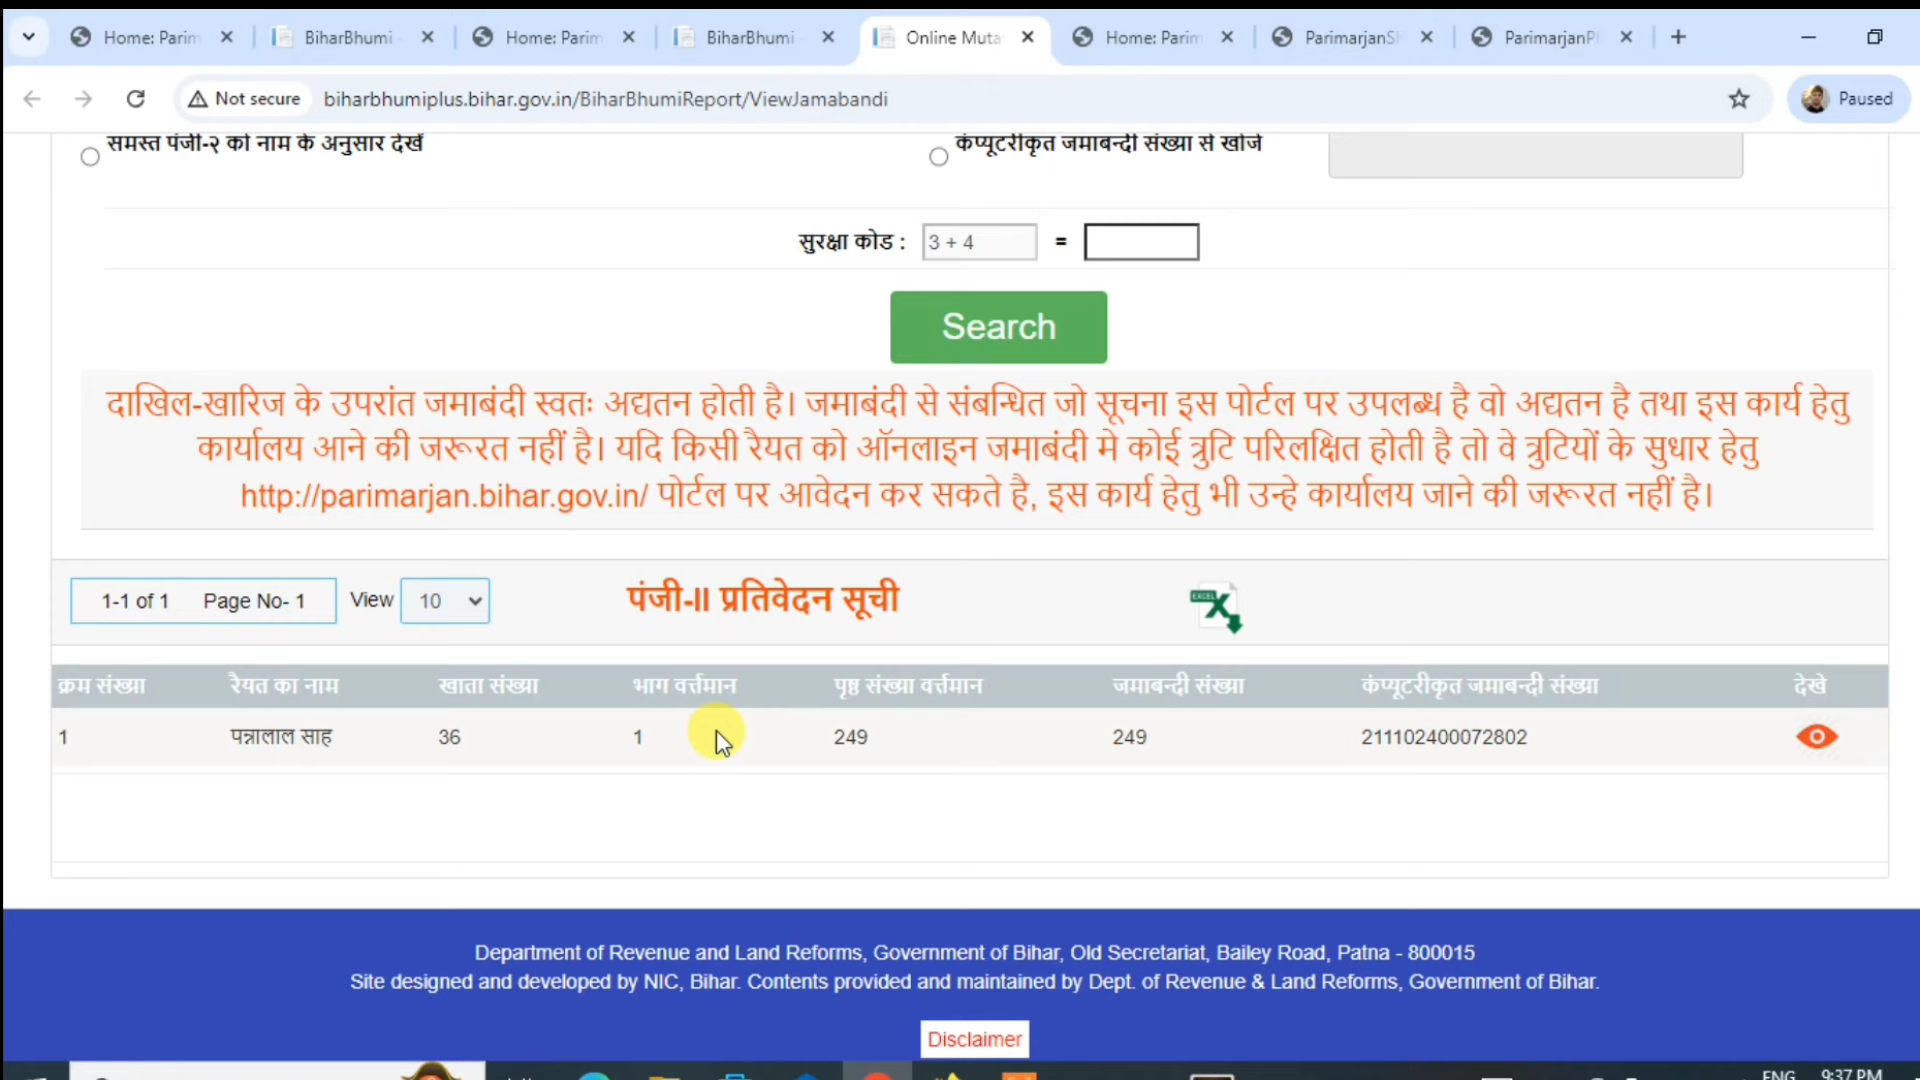 Home: Parim
BiharBhumi -
Home: Parim
BiharBhumi
Online Muta
Home: Parim
ParimarjanS
ParimarjanPl
Not secure
biharbhumiplus.bihar.gov.in/BiharBhumiReport/ViewJamabandi
Paused
समस्त पंजी-२ को नाम के अनुसार देखें
कंप्यूटरीकृत जमाबन्दी संख्या से खोजें
सुरक्षा कोड : 3 + 4 =
Search
दाखिल-खारिज के उपरांत जमाबंदी स्वतः अद्यतन होती है। जमाबंदी से संबन्धित जो सूचना इस पोर्टल पर उपलब्ध है वो अद्यतन है तथा इस कार्य हेतु
कार्यालय आने की जरूरत नहीं है। यदि किसी रैयत को ऑनलाइन जमाबंदी मे कोई त्रुटि परिलक्षित होती है तो वे त्रुटियों के सुधार हेतु
http://parimarjan.bihar.gov.in/ पोर्टल पर आवेदन कर सकते है, इस कार्य हेतु भी उन्हे कार्यालय जाने की जरूरत नहीं है।
1-1 of 1 Page No- 1 View 10 पंजी-II प्रतिवेदन सूची
EXCEL
क्रम संख्या रैयत का नाम खाता संख्या भाग वर्त्तमान पृष्ठ संख्या वर्त्तमान जमाबन्दी संख्या कंप्यूटरीकृत जमाबन्दी संख्या देखे
1 पन्नालाल साह 36 1 249 249 211102400072802
Department of Revenue and Land Reforms, Government of Bihar, Old Secretariat, Bailey Road, Patna - 800015
Site designed and developed by NIC, Bihar. Contents provided and maintained by Dept. of Revenue & Land Reforms, Government of Bihar.
Disclaimer
ENG 9:37 PM